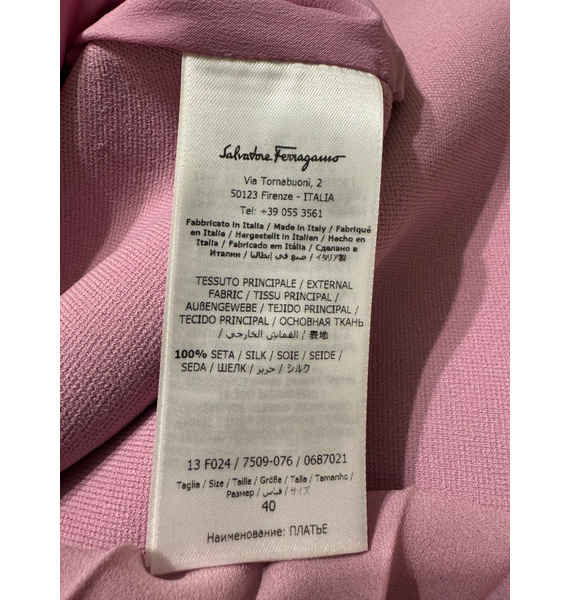 Salvatore Ferragamo
Via Tornabuoni, 2
50123 Firenze - ITALIA
Tel: +39 055 3561
Fabbricato in Italia / Made in Italy / Fabriqué
en Italie / Hergestellt in Italien / Hecho en
Italia / Fabricado em Itália / Сделано в
Италии / صنع في إيطاليا / イタリア製
TESSUTO PRINCIPALE / EXTERNAL
FABRIC / TISSU PRINCIPAL /
AUßENGEWEBE / TEJIDO PRINCIPAL /
TECIDO PRINCIPAL / ОСНОВНАЯ ТКАНЬ
/ القماش الخارجي / 表地
100% SETA / SILK / SOIE / SEIDE /
SEDA / ШЕЛК / حرير / シルク
13 F024 / 7509-076 / 0687021
Taglia / Size / Taille / Größe / Talla / Tamanho /
Размер / قياس / サイズ
40
Наименование: ПЛАТЬЕ